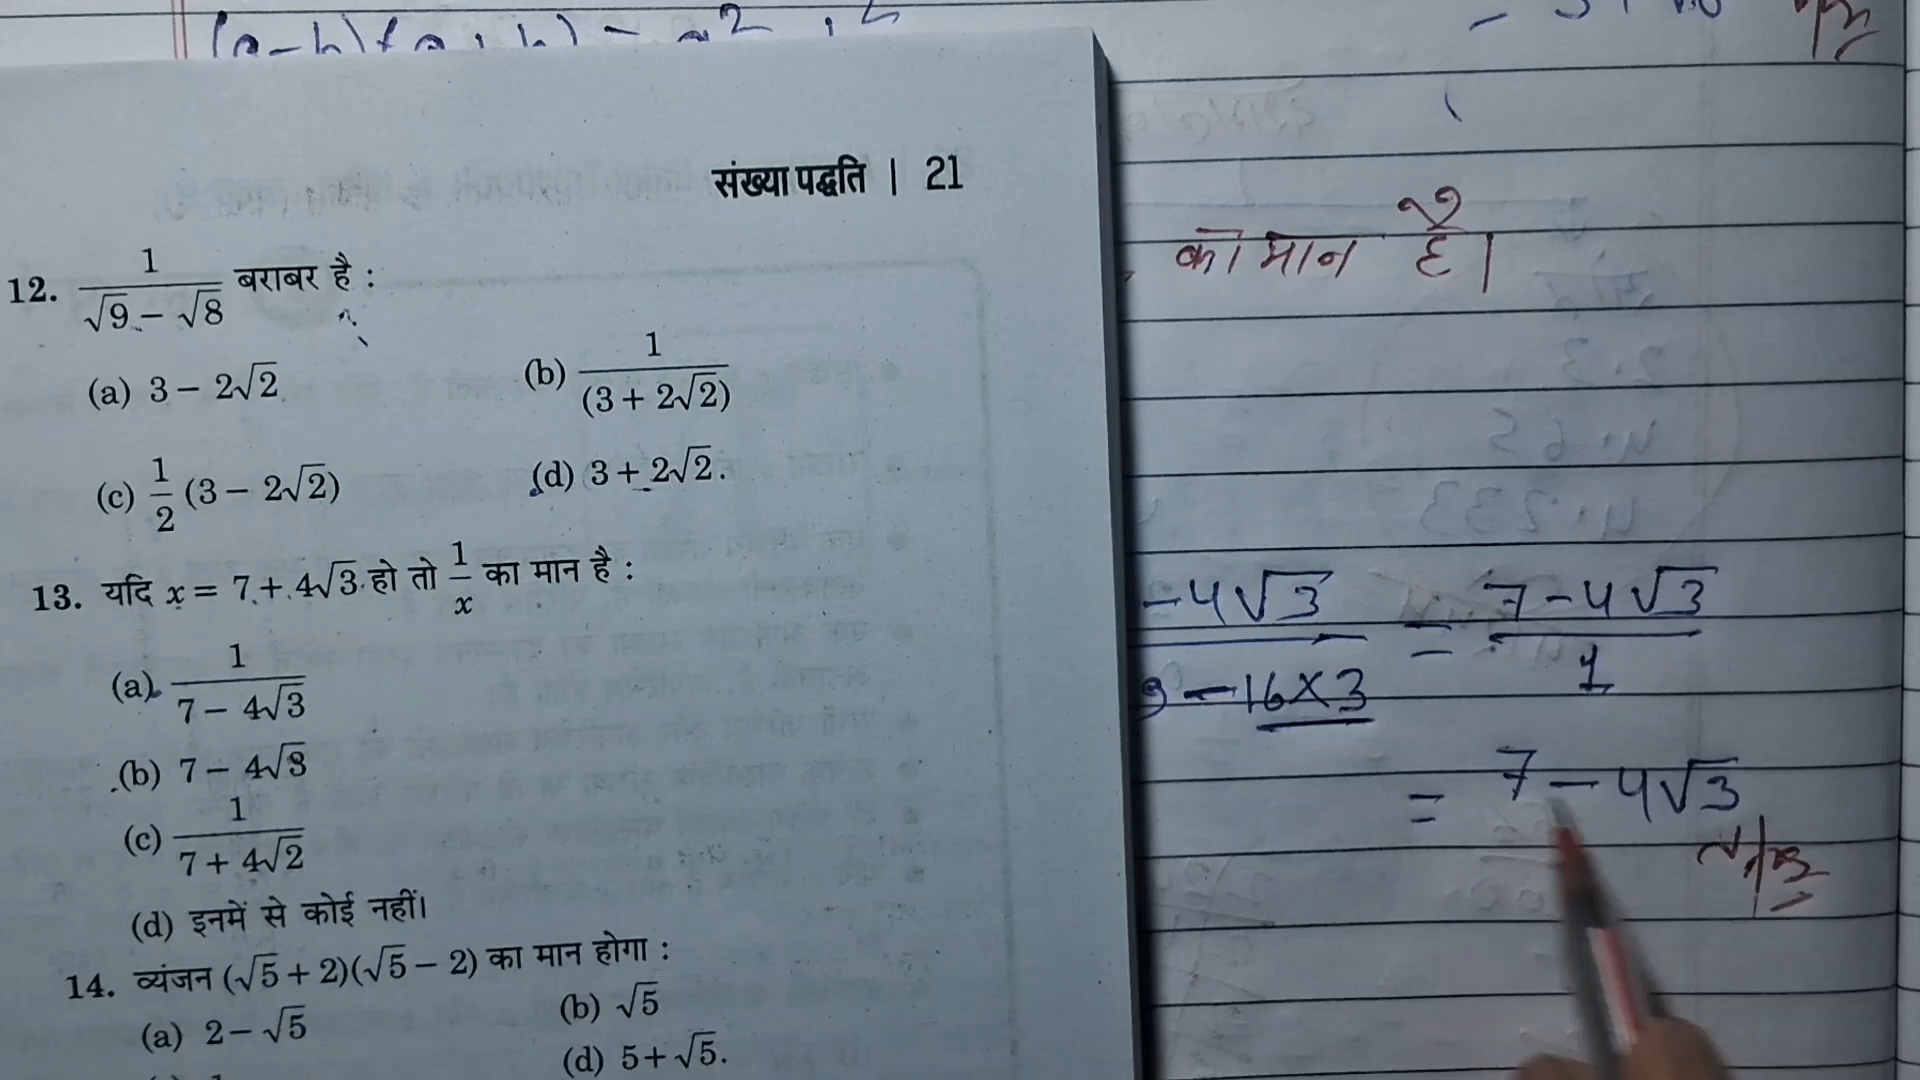 संख्या पद्धति | 21
12. 1/(√9 – √8) बराबर है :
(a) 3 – 2√2 (b) 1/(3 + 2√2)
(c) 1/2 (3 – 2√2) (d) 3 + 2√2.
13. यदि x = 7 + 4√3 हो तो 1/x का मान है :
(a) 1/(7 – 4√3)
(b) 7 – 4√3
(c) 1/(7 + 4√2)
(d) इनमें से कोई नहीं।
14. व्यंजन (√5 + 2)(√5 – 2) का मान होगा :
(a) 2 – √5 (b) √5
(d) 5 + √5.
का मान है।
– 4√3 = 7 – 4√3
9 – 16 × 3 1
= 7 – 4√3